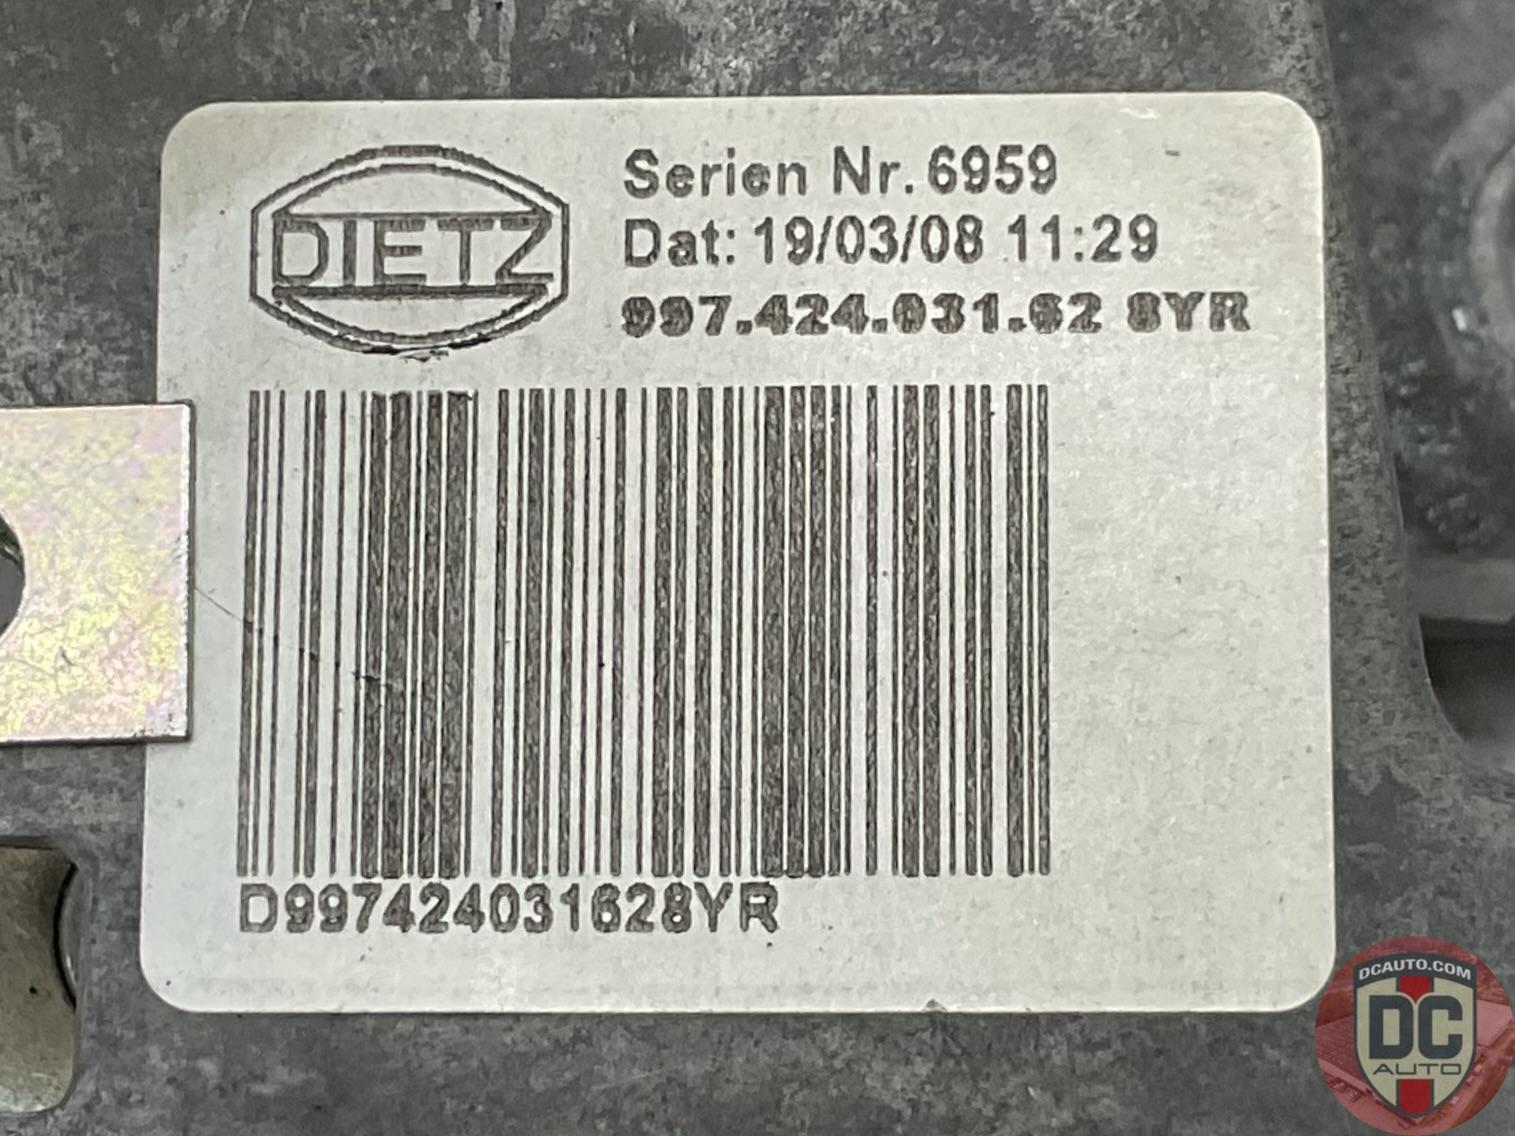 DIETZ
Serien Nr. 6959
Dat: 19/03/08 11:29
997.424.031.62 8YR
D997424031628YR
DCAUTO.COM
DC
AUTO